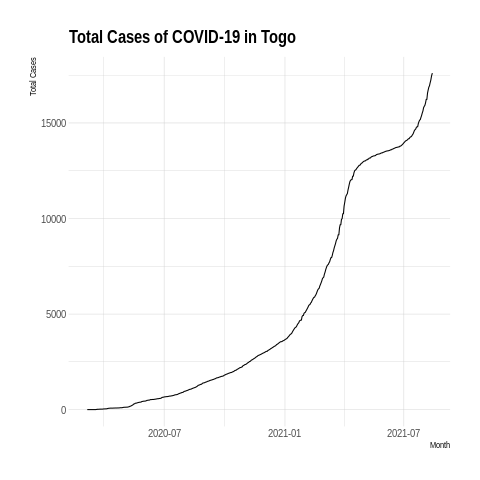 Total Cases of COVID-19 in Togo
Total Cases
15000
10000
5000
0
2020-07
2021-01
2021-07
Month